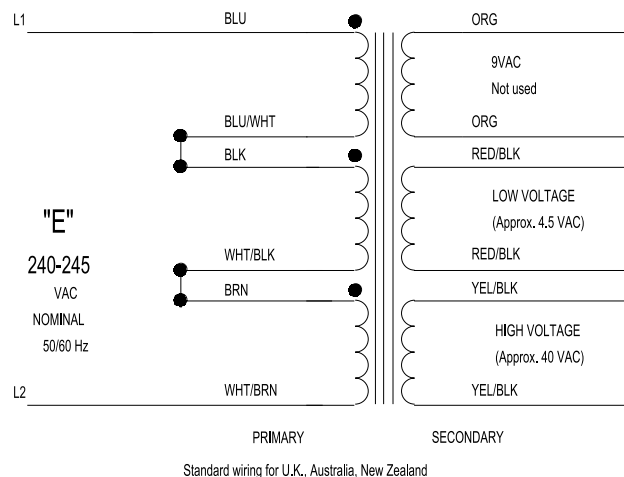 L1
BLU
ORG
9VAC
Not used
BLU/WHT
ORG
BLK
RED/BLK
"E"
LOW VOLTAGE
(Approx. 4.5 VAC)
240-245
WHT/BLK
RED/BLK
VAC
BRN
YEL/BLK
NOMINAL
HIGH VOLTAGE
50/60 Hz
(Approx. 40 VAC)
L2
WHT/BRN
YEL/BLK
PRIMARY
SECONDARY
Standard wiring for U.K., Australia, New Zealand